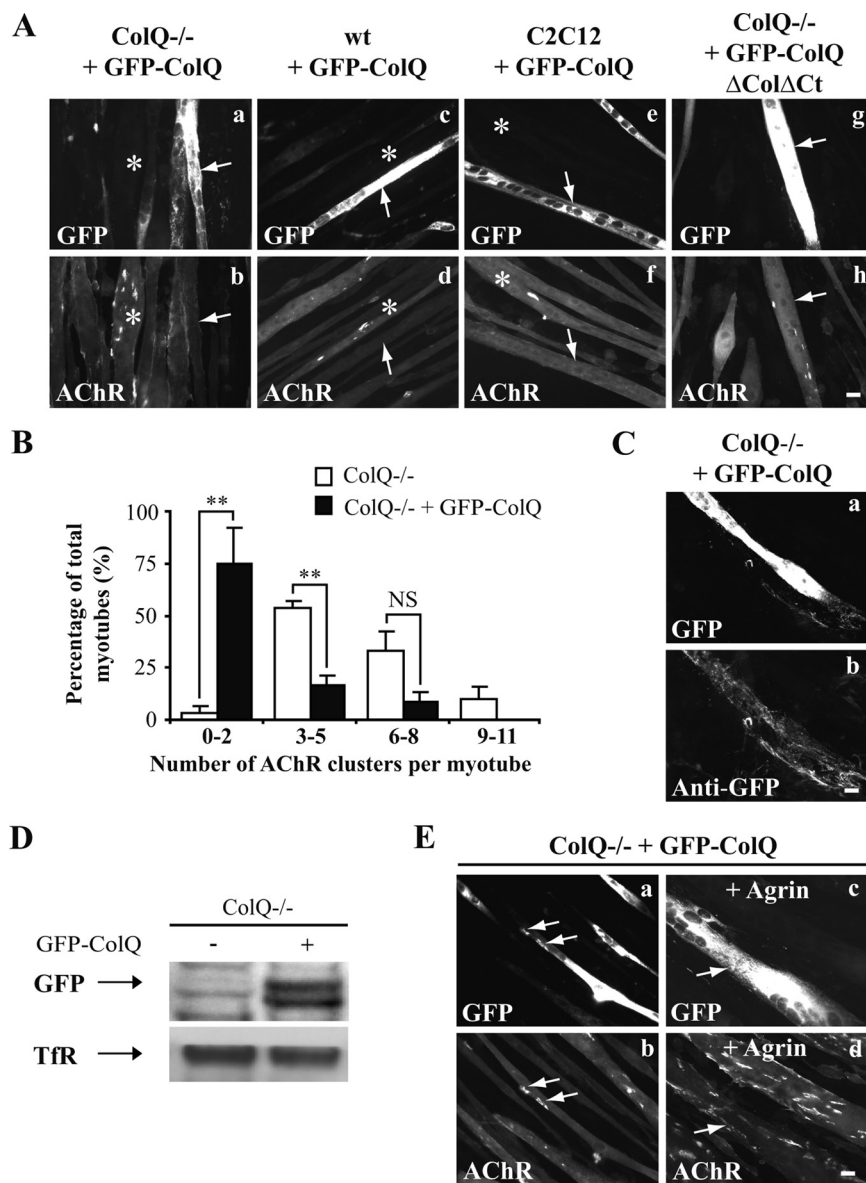 A
ColQ-/-
+ GFP-ColQ
wt
+ GFP-ColQ
C2C12
+ GFP-ColQ
ColQ-/-
+ GFP-ColQ
ΔColΔCt
a
*
GFP
c
*
GFP
e
*
GFP
g
GFP
b
*
AChR
d
*
AChR
f
*
AChR
h
AChR
B
ColQ-/-
ColQ-/- + GFP-ColQ
Percentage of total
myotubes (%)
100
75
50
25
0
**
**
NS
0-2 3-5 6-8 9-11
Number of AChR clusters per myotube
C
ColQ-/-
+ GFP-ColQ
a
GFP
b
Anti-GFP
D
ColQ-/-
GFP-ColQ - +
GFP
TfR
E
ColQ-/- + GFP-ColQ
a
GFP
+ Agrin c
GFP
b
AChR
+ Agrin d
AChR